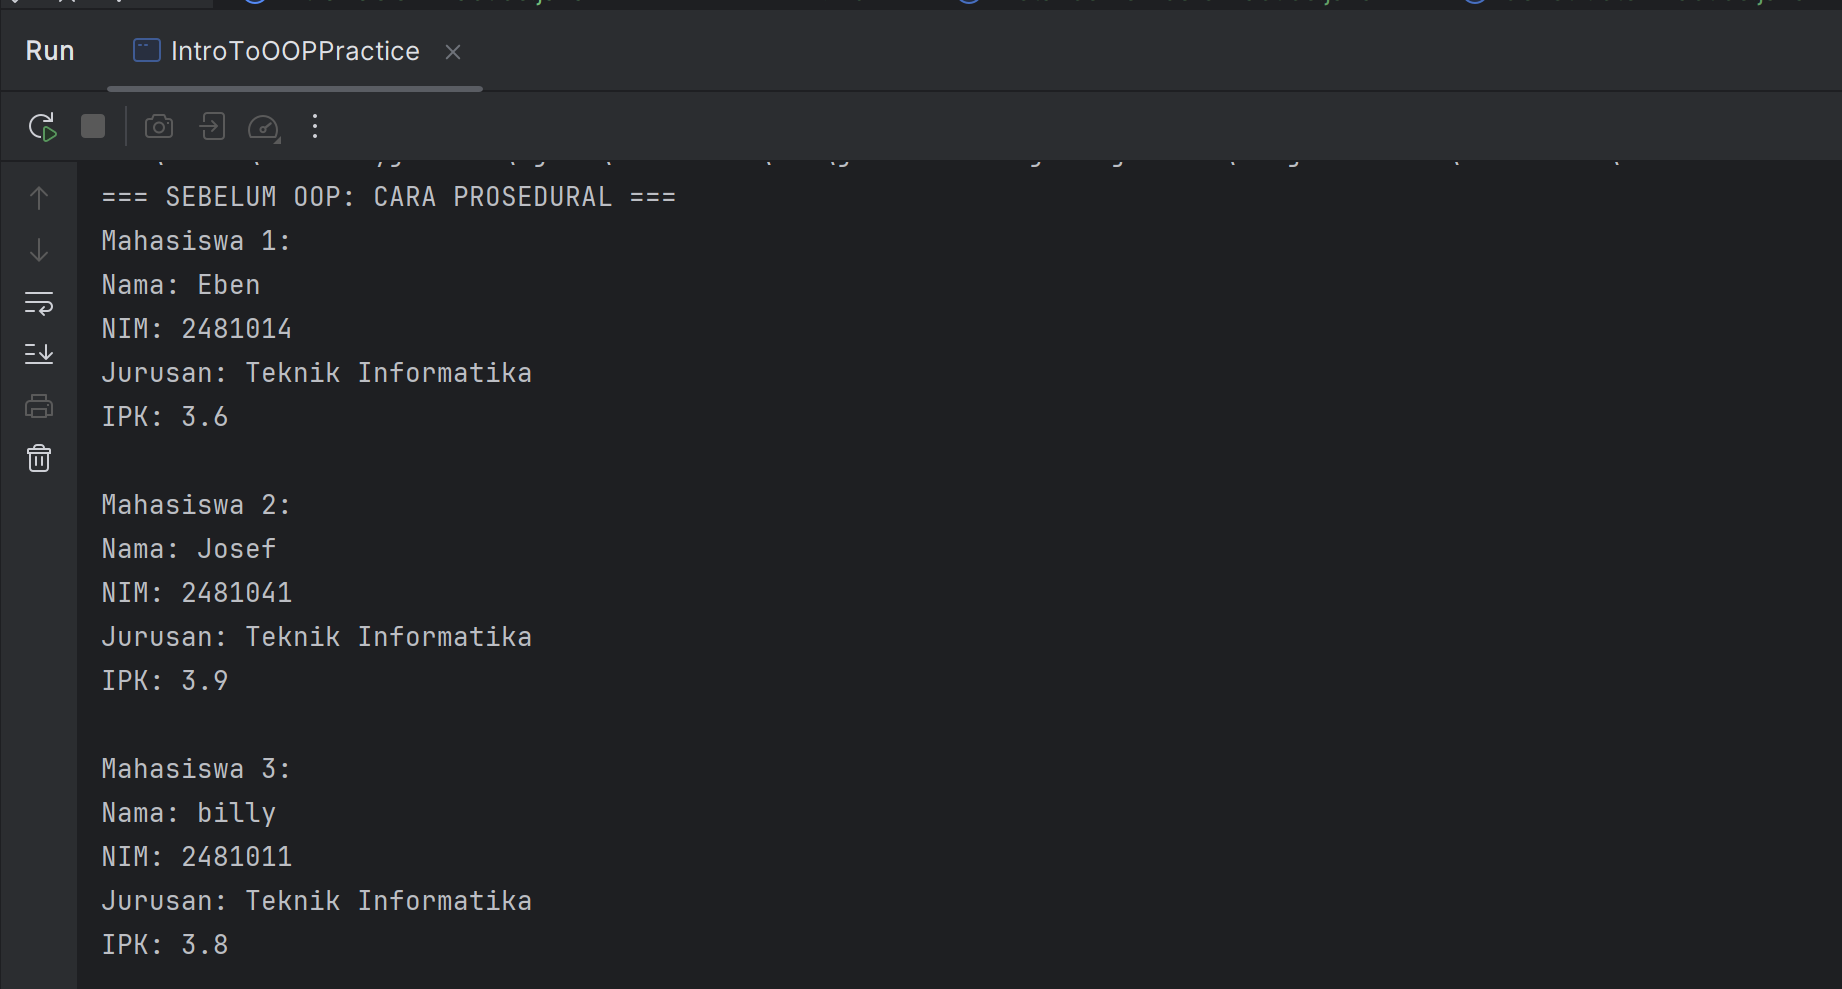 Run IntroToOOPPractice
=== SEBELUM OOP: CARA PROSEDURAL ===
Mahasiswa 1:
Nama: Eben
NIM: 2481014
Jurusan: Teknik Informatika
IPK: 3.6
Mahasiswa 2:
Nama: Josef
NIM: 2481041
Jurusan: Teknik Informatika
IPK: 3.9
Mahasiswa 3:
Nama: billy
NIM: 2481011
Jurusan: Teknik Informatika
IPK: 3.8